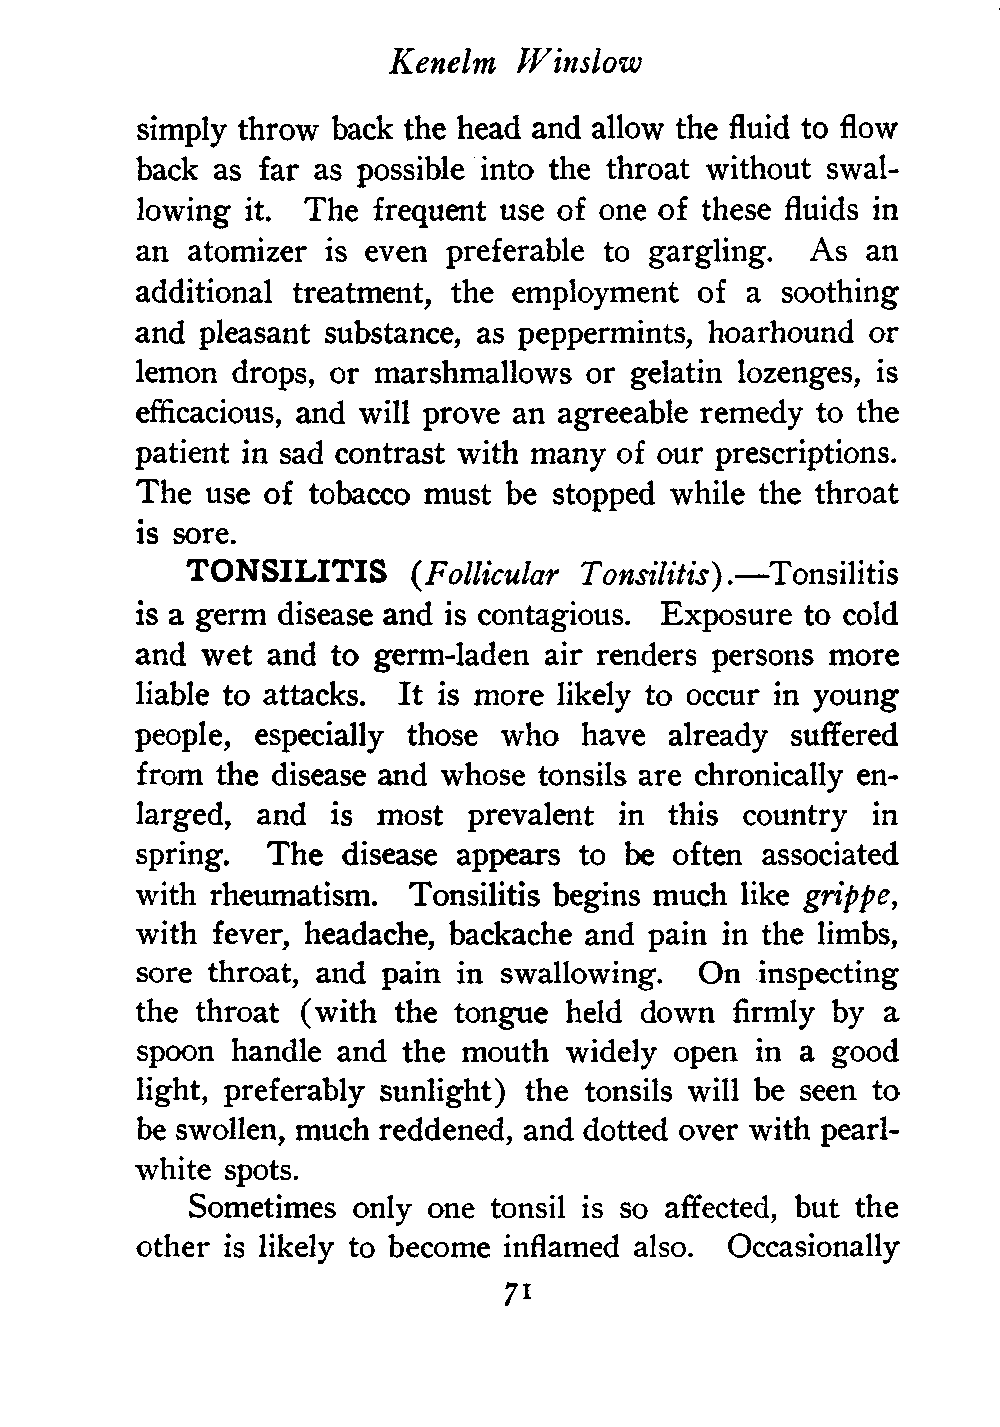 Kenelm Winslow
simply throw back the head and allow the fluid to flow
back as far as possible into the throat without swal-
lowing it. The frequent use of one of these fluids in
an atomizer is even preferable to gargling. As an
additional treatment, the employment of a soothing
and pleasant substance, as peppermints, hoarhound or
lemon drops, or marshmallows or gelatin lozenges, is
efficacious, and will prove an agreeable remedy to the
patient in sad contrast with many of our prescriptions.
The use of tobacco must be stopped while the throat
is sore.
TONSILITIS (Follicular Tonsilitis).—Tonsilitis
is a germ disease and is contagious. Exposure to cold
and wet and to germ-laden air renders persons more
liable to attacks. It is more likely to occur in young
people, especially those who have already suffered
from the disease and whose tonsils are chronically en-
larged, and is most prevalent in this country in
spring. The disease appears to be often associated
with rheumatism. Tonsilitis begins much like grippe,
with fever, headache, backache and pain in the limbs,
sore throat, and pain in swallowing. On inspecting
the throat (with the tongue held down firmly by a
spoon handle and the mouth widely open in a good
light, preferably sunlight) the tonsils will be seen to
be swollen, much reddened, and dotted over with pearl-
white spots.
Sometimes only one tonsil is so affected, but the
other is likely to become inflamed also. Occasionally
71